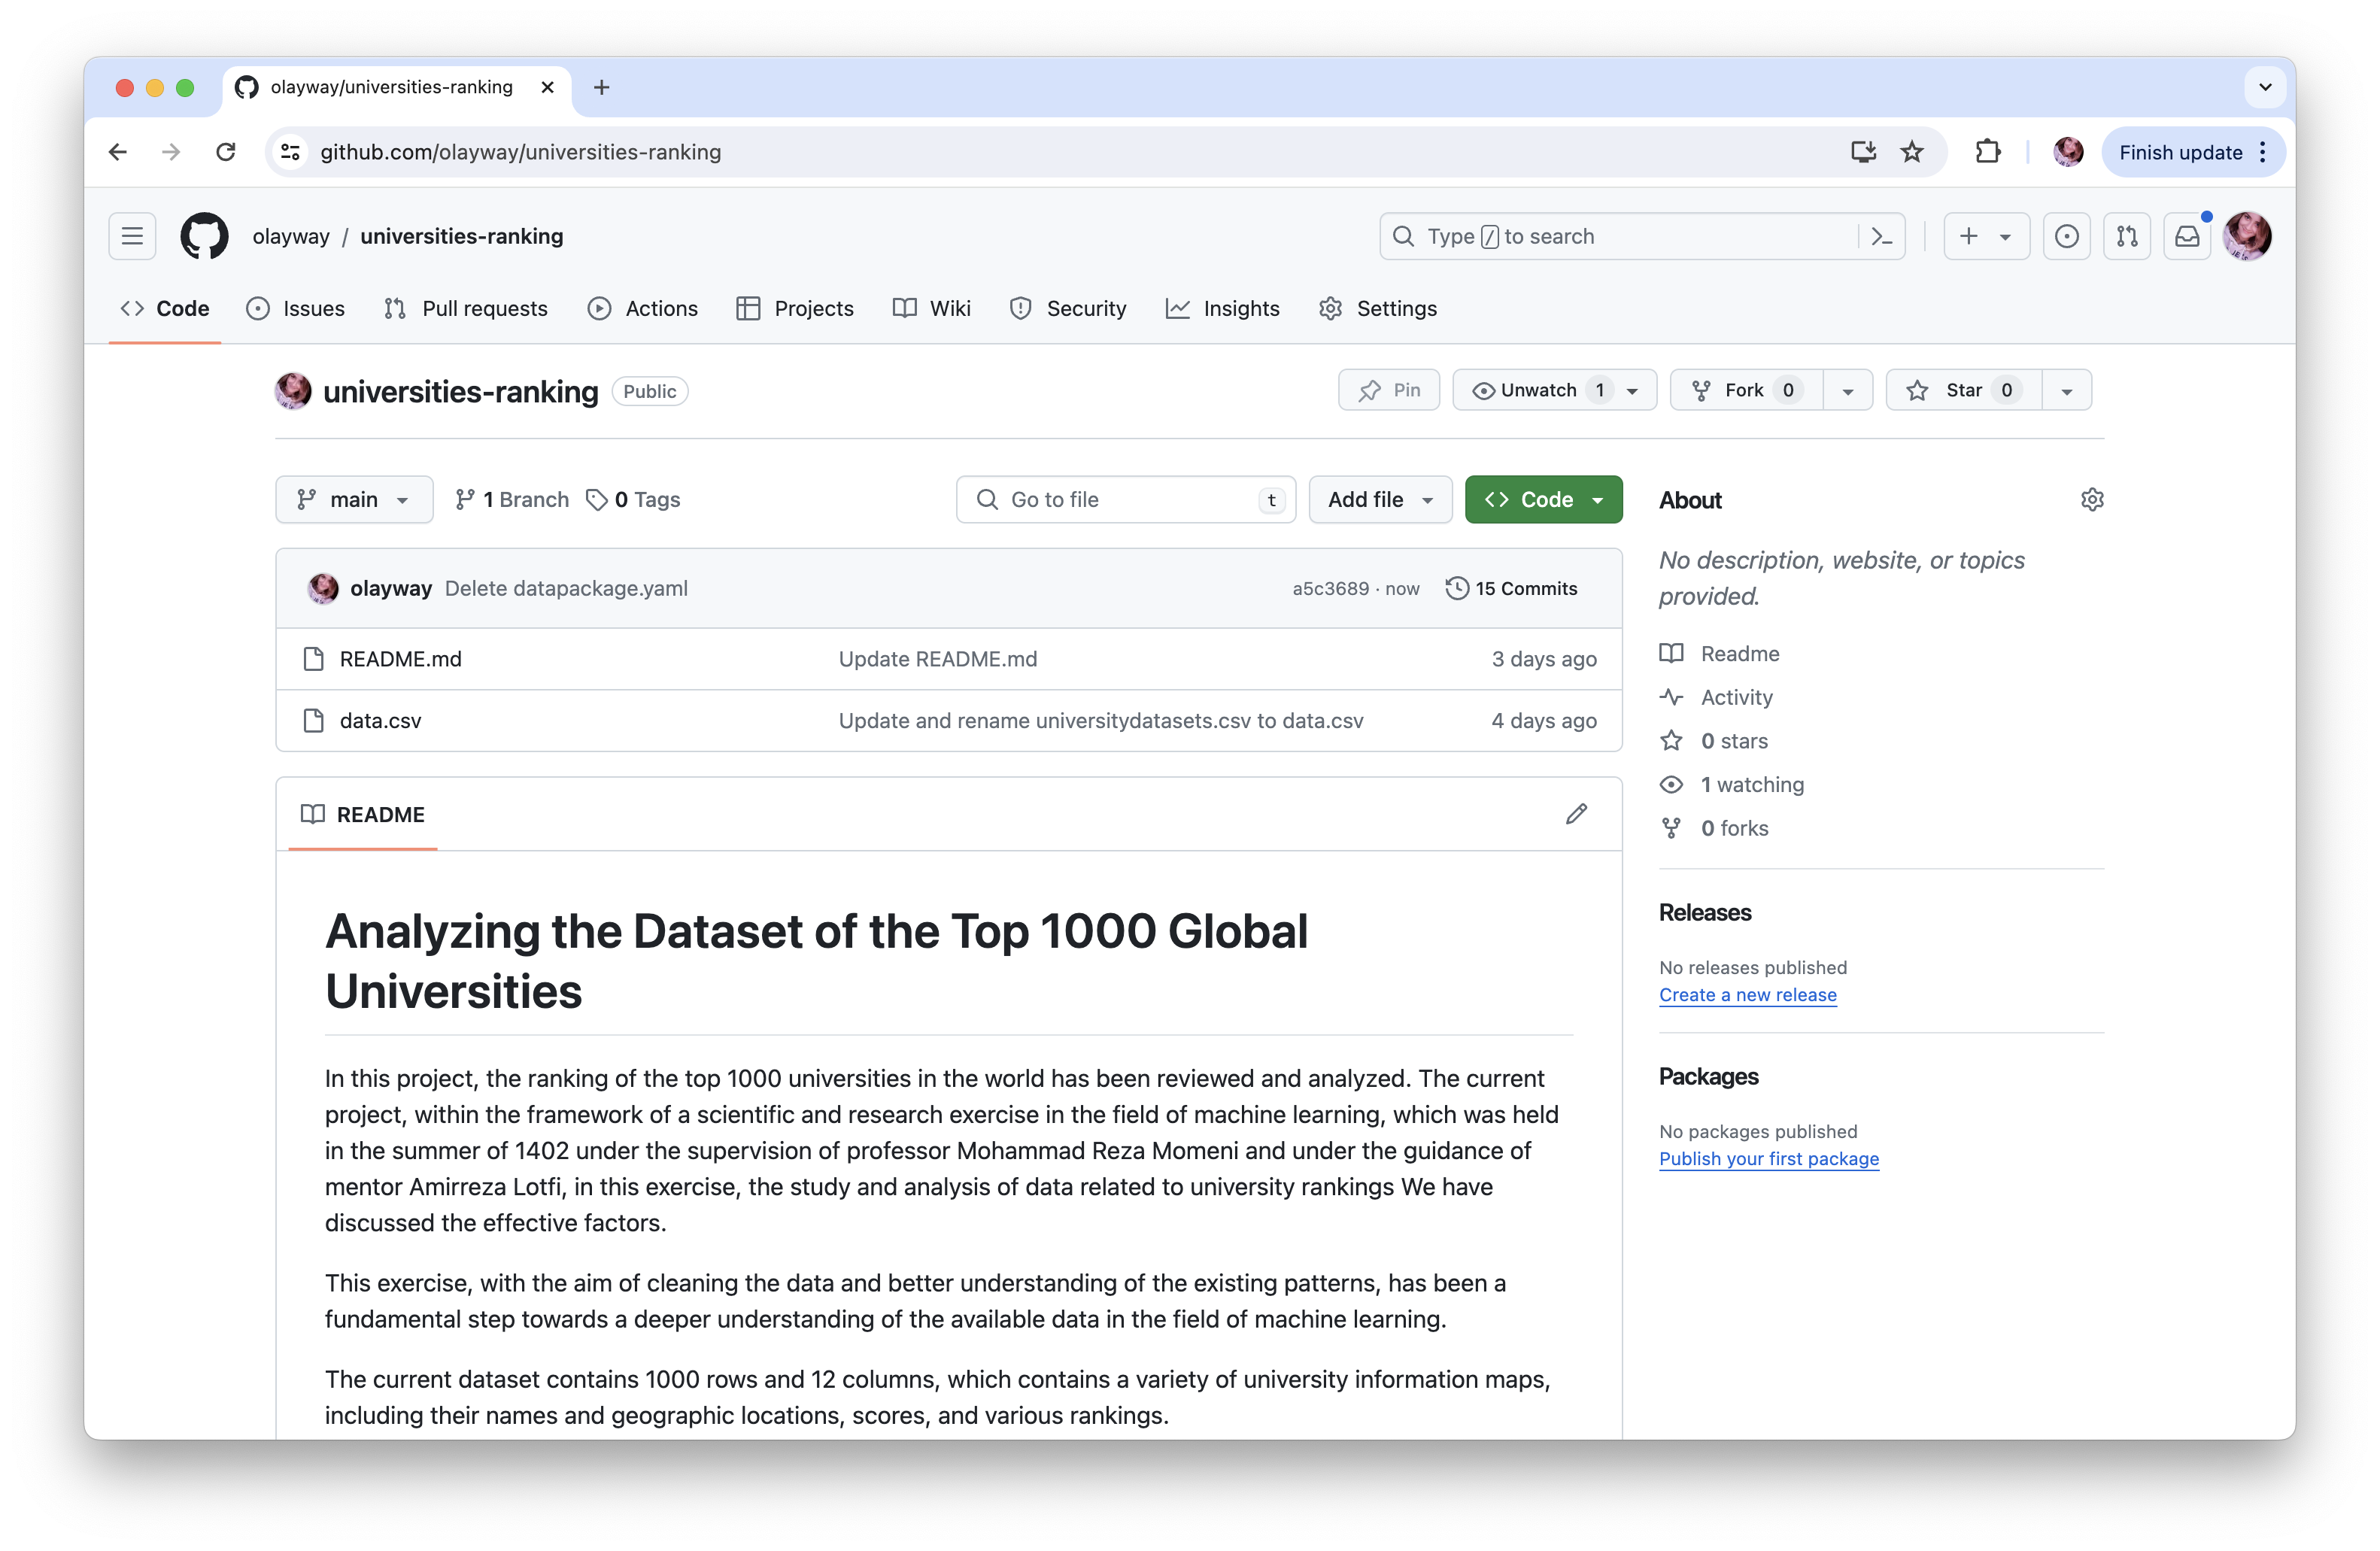 olayway/universities-ranking
github.com/olayway/universities-ranking
Finish update
olayway / universities-ranking
Type / to search
Code
Issues
Pull requests
Actions
Projects
Wiki
Security
Insights
Settings
universities-ranking Public
Pin
Unwatch 1
Fork 0
Star 0
main
1 Branch
0 Tags
Go to file t
Add file
Code
olayway Delete datapackage.yaml a5c3689 · now 15 Commits
README.md Update README.md 3 days ago
data.csv Update and rename universitydatasets.csv to data.csv 4 days ago
README
Analyzing the Dataset of the Top 1000 Global
Universities
In this project, the ranking of the top 1000 universities in the world has been reviewed and analyzed. The current
project, within the framework of a scientific and research exercise in the field of machine learning, which was held
in the summer of 1402 under the supervision of professor Mohammad Reza Momeni and under the guidance of
mentor Amirreza Lotfi, in this exercise, the study and analysis of data related to university rankings We have
discussed the effective factors.
This exercise, with the aim of cleaning the data and better understanding of the existing patterns, has been a
fundamental step towards a deeper understanding of the available data in the field of machine learning.
The current dataset contains 1000 rows and 12 columns, which contains a variety of university information maps,
including their names and geographic locations, scores, and various rankings.
About
No description, website, or topics
provided.
Readme
Activity
0 stars
1 watching
0 forks
Releases
No releases published
Create a new release
Packages
No packages published
Publish your first package